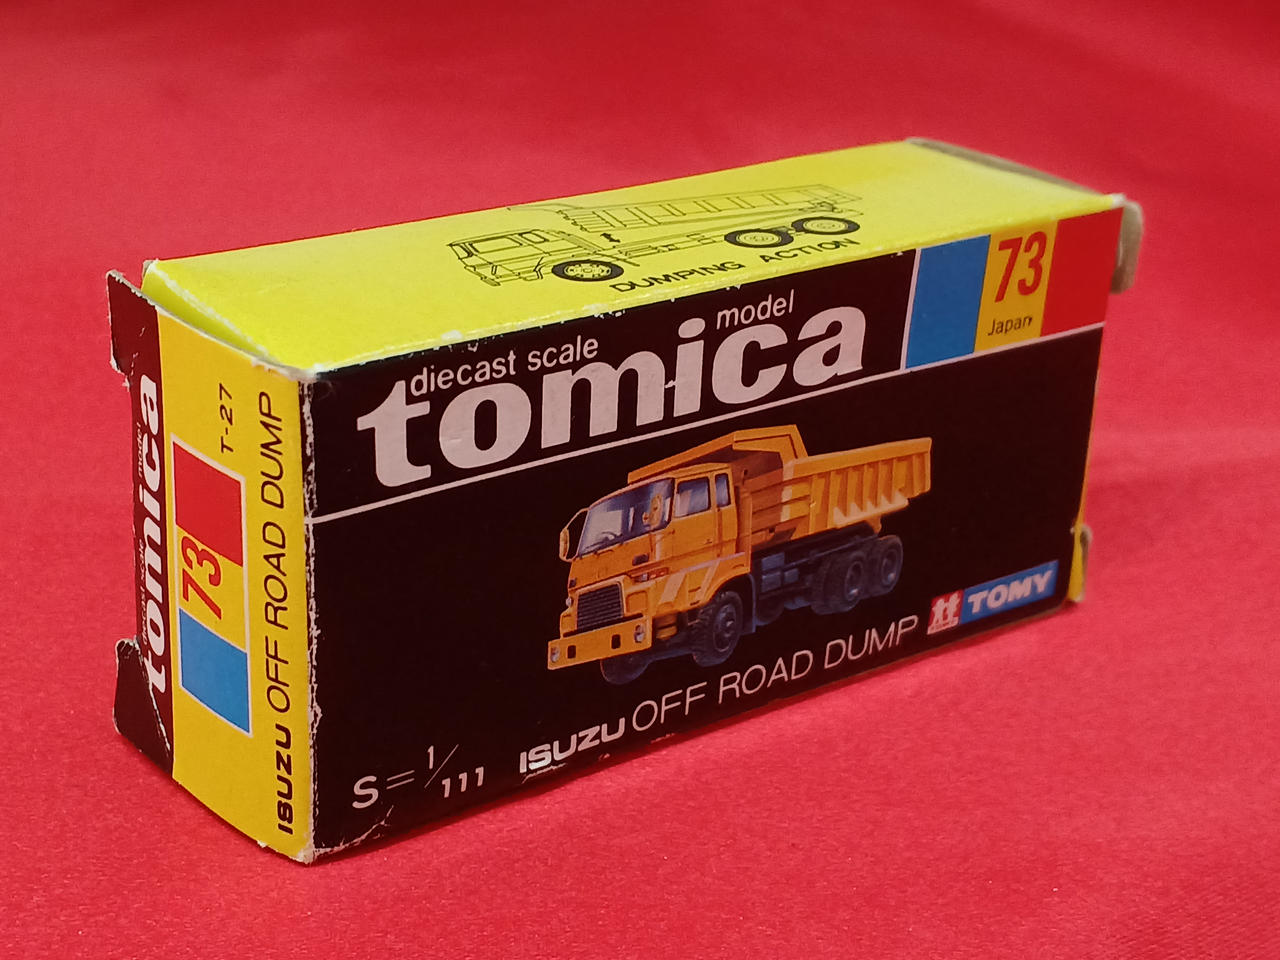 DUMPING ACTION
diecast scale model
tomica
73
Japan
S=1/111
ISUZU OFF ROAD DUMP
TOMY
tomica
model
73
T-27
ISUZU OFF ROAD DUMP